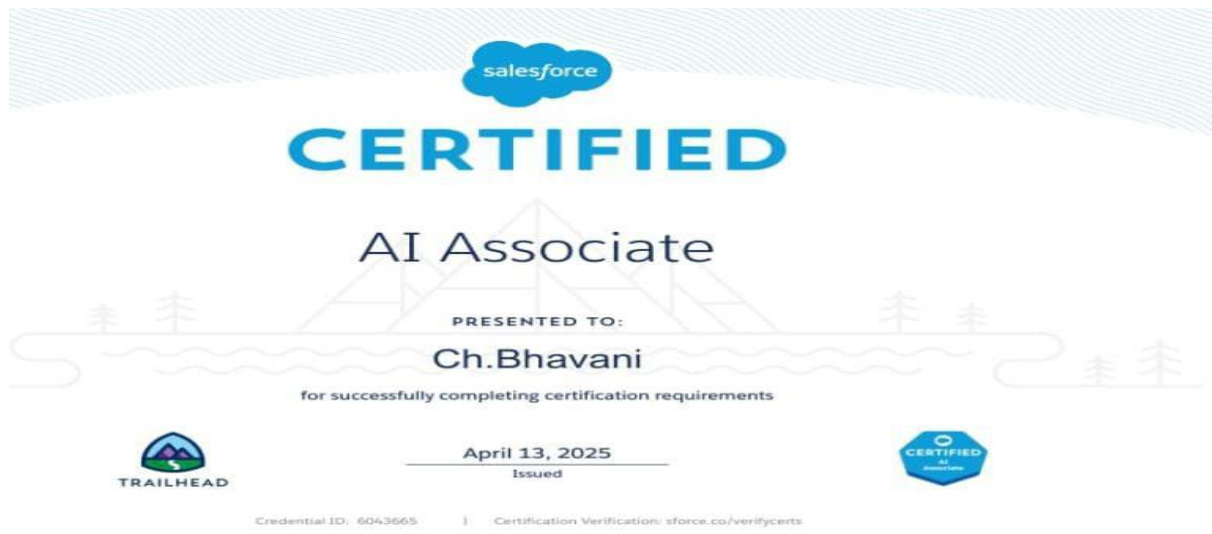 salesforce
CERTIFIED
AI Associate
PRESENTED TO:
Ch.Bhavani
for successfully completing certification requirements
April 13, 2025
Issued
TRAILHEAD
CERTIFIED
AI
Associate
Credential ID: 6043665 | Certification Verification: sforce.co/verifycerts